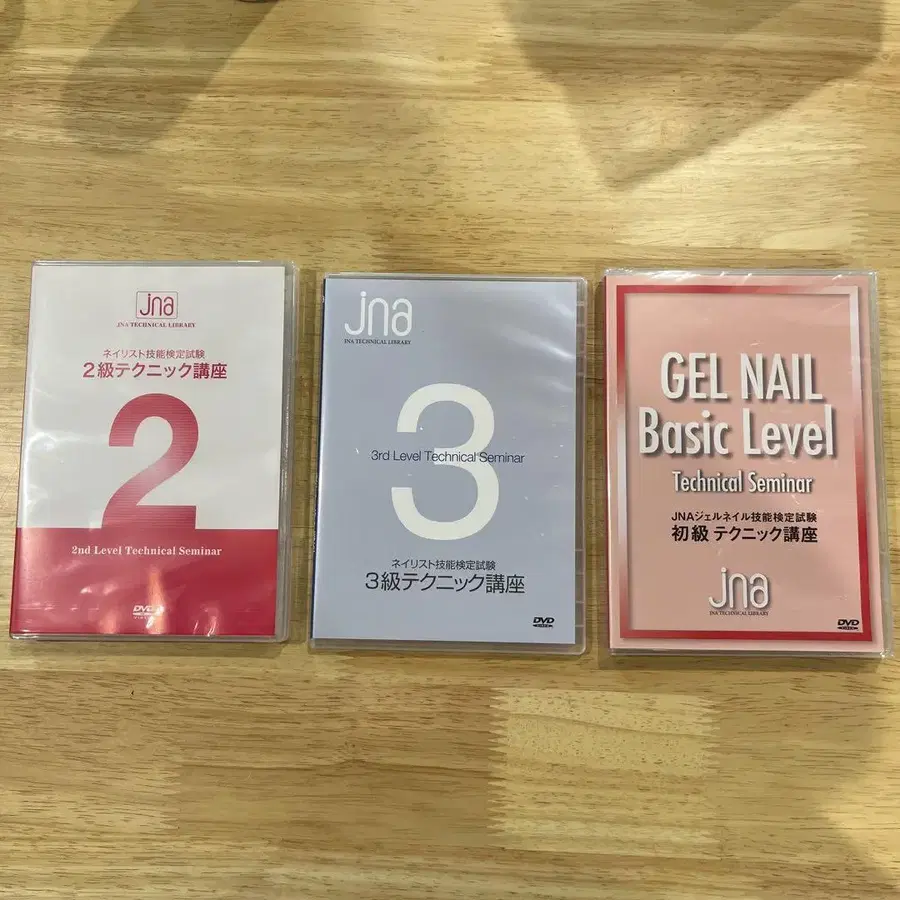 jna
JNA TECHNICAL LIBRARY
ネイリスト技能検定試験
2級テクニック講座
2
2nd Level Technical Seminar
DVD
VIDEO
jna
JNA TECHNICAL LIBRARY
3
3rd Level Technical Seminar
ネイリスト技能検定試験
3級テクニック講座
DVD
VIDEO
GEL NAIL
Basic Level
Technical Seminar
JNAジェルネイル技能検定試験
初級 テクニック講座
jna
JNA TECHNICAL LIBRARY
DVD
VIDEO